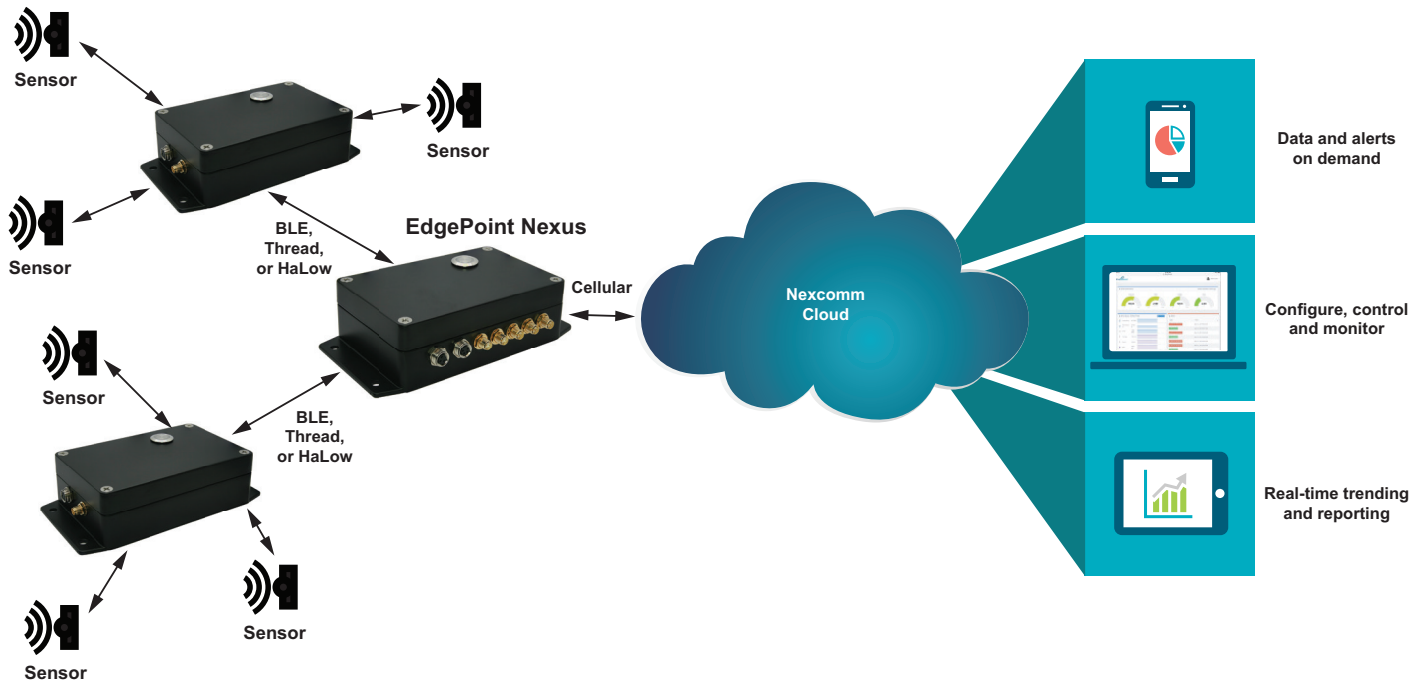 Sensor
Sensor
Sensor
BLE,
Thread,
or HaLow
EdgePoint Nexus
Cellular
Nexcomm
Cloud
Sensor
BLE,
Thread,
or HaLow
Sensor
Sensor
Data and alerts
on demand
Configure, control
and monitor
Real-time trending
and reporting